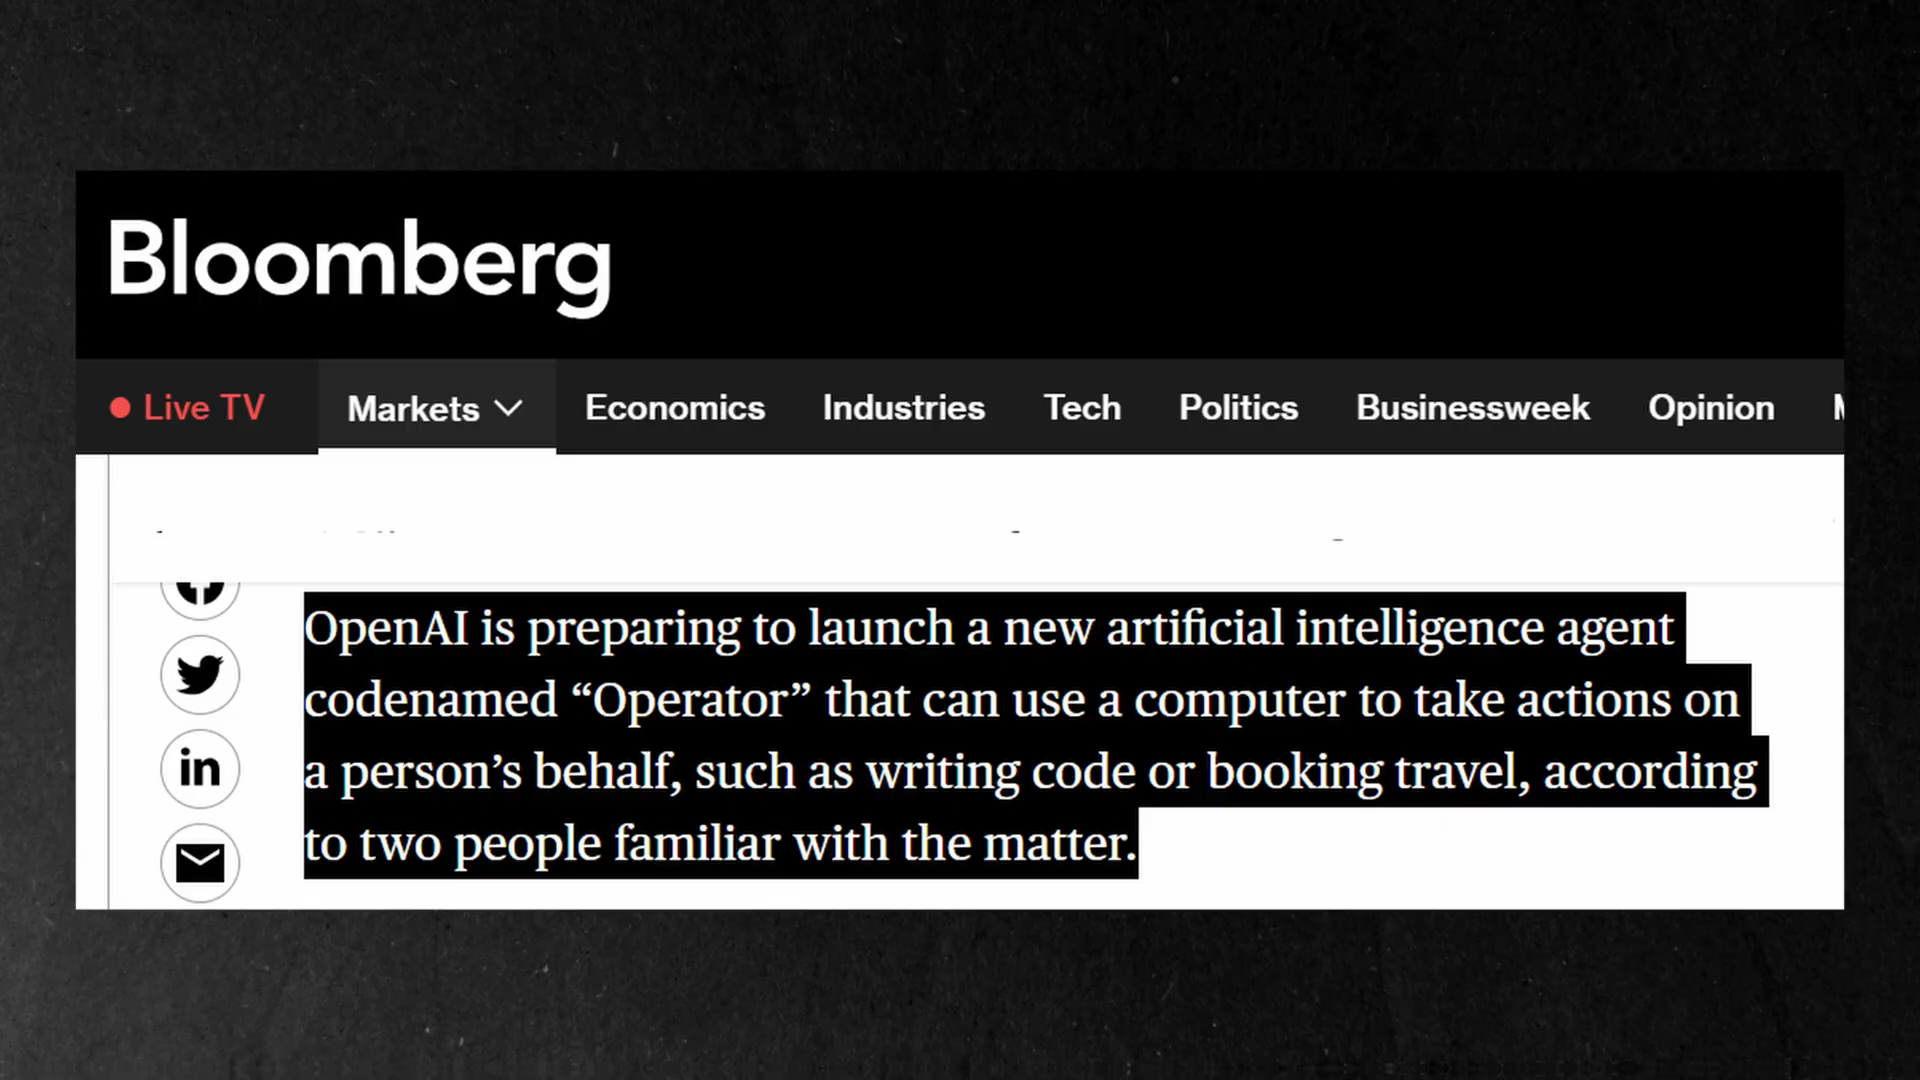 Bloomberg
Live TV Markets Economics Industries Tech Politics Businessweek Opinion
OpenAI is preparing to launch a new artificial intelligence agent
codenamed “Operator” that can use a computer to take actions on
a person’s behalf, such as writing code or booking travel, according
to two people familiar with the matter.
in